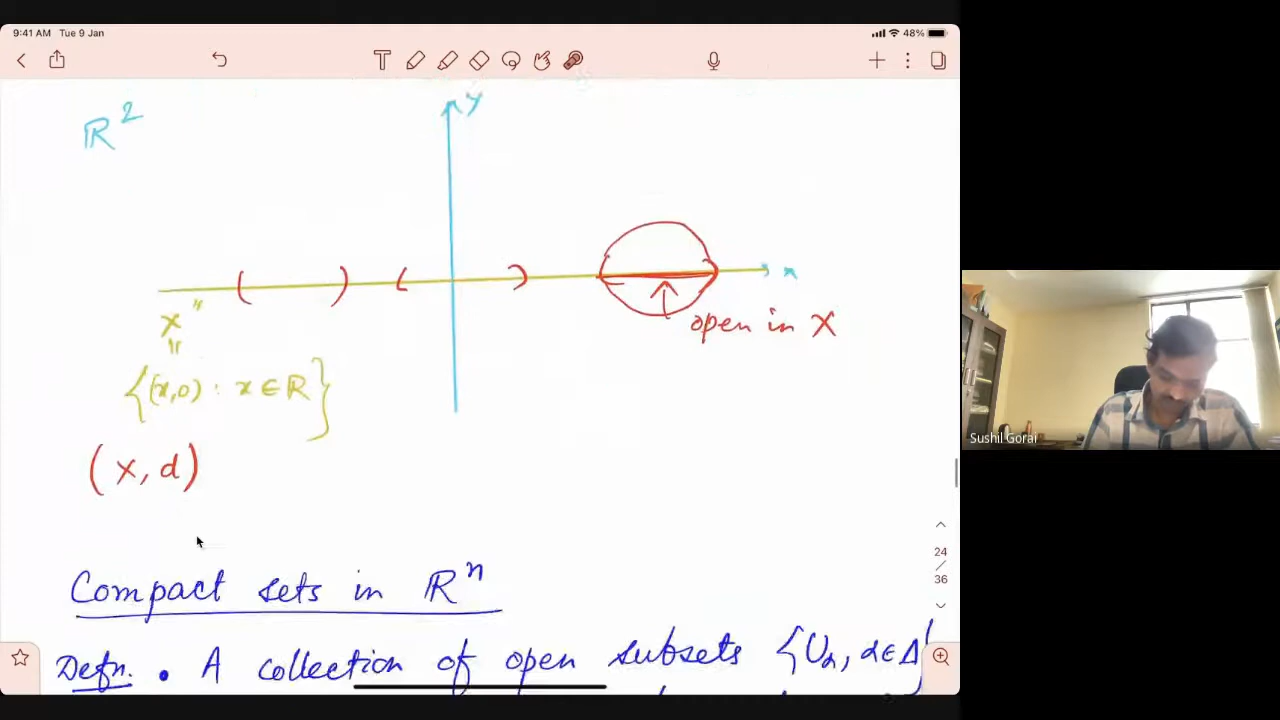 9:41 AM Tue 9 Jan
48%
T
ℝ²
y
x
open in X
X
"
{(x,0) : x ∈ ℝ}
(X, d)
Sushil Gorai
24
/
36
Compact sets in ℝⁿ
Defn. • A collection of open subsets {U_α, α∈Δ}